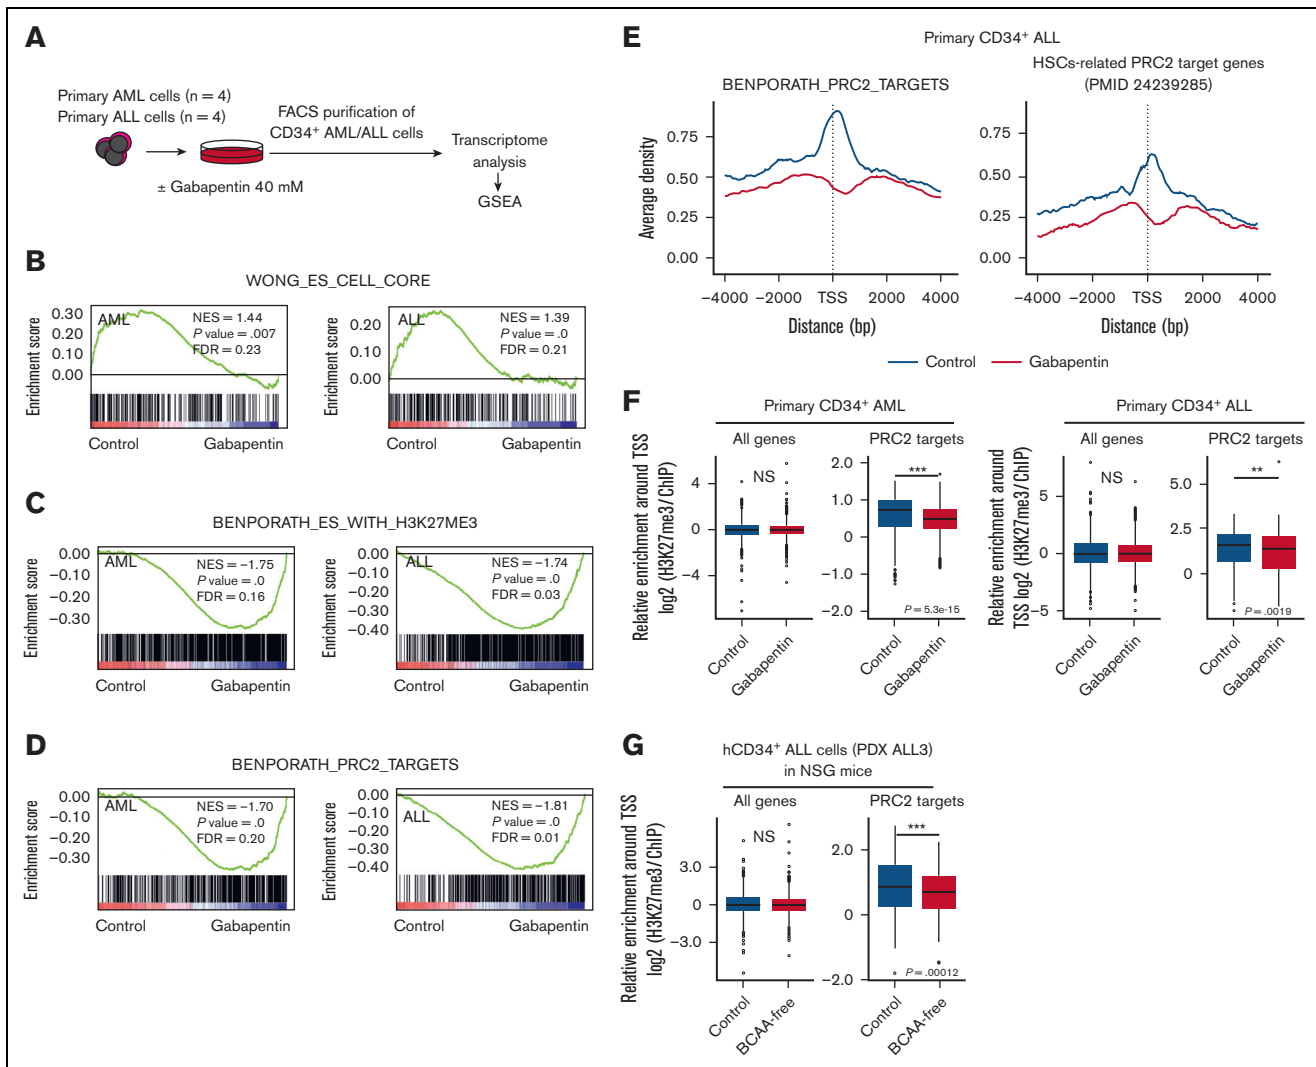 A
Primary AML cells (n = 4)
Primary ALL cells (n = 4)
FACS purification of
CD34+ AML/ALL cells
Transcriptome
analysis
± Gabapentin 40 mM
GSEA
B
WONG_ES_CELL_CORE
Enrichment score
0.30
0.20
0.10
0.00
AML
NES = 1.44
P value = .007
FDR = 0.23
Control
Gabapentin
Enrichment score
0.20
0.10
0.00
ALL
NES = 1.39
P value = .0
FDR = 0.21
Control
Gabapentin
C
BENPORATH_ES_WITH_H3K27ME3
Enrichment score
0.00
−0.10
−0.20
−0.30
AML
NES = −1.75
P value = .0
FDR = 0.16
Control
Gabapentin
Enrichment score
0.00
−0.10
−0.20
−0.30
−0.40
ALL
NES = −1.74
P value = .0
FDR = 0.03
Control
Gabapentin
D
BENPORATH_PRC2_TARGETS
Enrichment score
0.00
−0.10
−0.20
−0.30
AML
NES = −1.70
P value = .0
FDR = 0.20
Control
Gabapentin
Enrichment score
0.00
−0.10
−0.20
−0.30
−0.40
ALL
NES = −1.81
P value = .0
FDR = 0.01
Control
Gabapentin
E
Primary CD34+ ALL
BENPORATH_PRC2_TARGETS
Average density
0.75
0.50
0.25
0.00
−4000 −2000 TSS 2000 4000
Distance (bp)
HSCs-related PRC2 target genes
(PMID 24239285)
0.75
0.50
0.25
0.00
−4000 −2000 TSS 2000 4000
Distance (bp)
Control
Gabapentin
F
Primary CD34+ AML
Relative enrichment around TSS
log2 (H3K27me3/ChIP)
All genes
4
0
−4
NS
Control
Gabapentin
PRC2 targets
2.0
1.0
0
−1.0
−2.0
***
P = 5.3e-15
Control
Gabapentin
Primary CD34+ ALL
Relative enrichment around
TSS log2 (H3K27me3/ChIP)
All genes
5
0
−5
NS
Control
Gabapentin
PRC2 targets
5.0
2.5
0
**
P = .0019
Control
Gabapentin
G
hCD34+ ALL cells (PDX ALL3)
in NSG mice
Relative enrichment around TSS
log2 (H3K27me3/ChIP)
All genes
3.0
0
−3.0
NS
Control
BCAA-free
PRC2 targets
2.0
0
−2.0
***
P = .00012
Control
BCAA-free